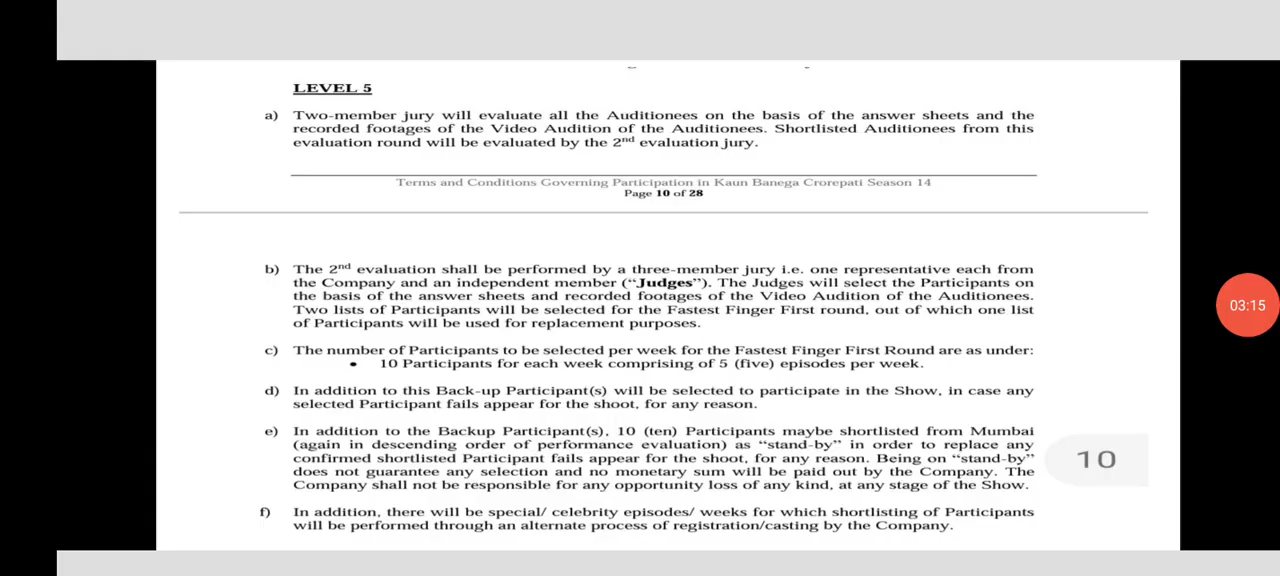 LEVEL 5
a) Two-member jury will evaluate all the Auditionees on the basis of the answer sheets and the
recorded footages of the Video Audition of the Auditionees. Shortlisted Auditionees from this
evaluation round will be evaluated by the 2nd evaluation jury.
Terms and Conditions Governing Participation in Kaun Banega Crorepati Season 14
Page 10 of 28
b) The 2nd evaluation shall be performed by a three-member jury i.e. one representative each from
the Company and an independent member (“Judges”). The Judges will select the Participants on
the basis of the answer sheets and recorded footages of the Video Audition of the Auditionees.
Two lists of Participants will be selected for the Fastest Finger First round, out of which one list
of Participants will be used for replacement purposes.
c) The number of Participants to be selected per week for the Fastest Finger First Round are as under:
• 10 Participants for each week comprising of 5 (five) episodes per week.
03:15
d) In addition to this Back-up Participant(s) will be selected to participate in the Show, in case any
selected Participant fails appear for the shoot, for any reason.
e) In addition to the Backup Participant(s), 10 (ten) Participants maybe shortlisted from Mumbai
(again in descending order of performance evaluation) as “stand-by” in order to replace any
confirmed shortlisted Participant fails appear for the shoot, for any reason. Being on “stand-by”
does not guarantee any selection and no monetary sum will be paid out by the Company. The
Company shall not be responsible for any opportunity loss of any kind, at any stage of the Show.
10
f) In addition, there will be special/ celebrity episodes/ weeks for which shortlisting of Participants
will be performed through an alternate process of registration/casting by the Company.